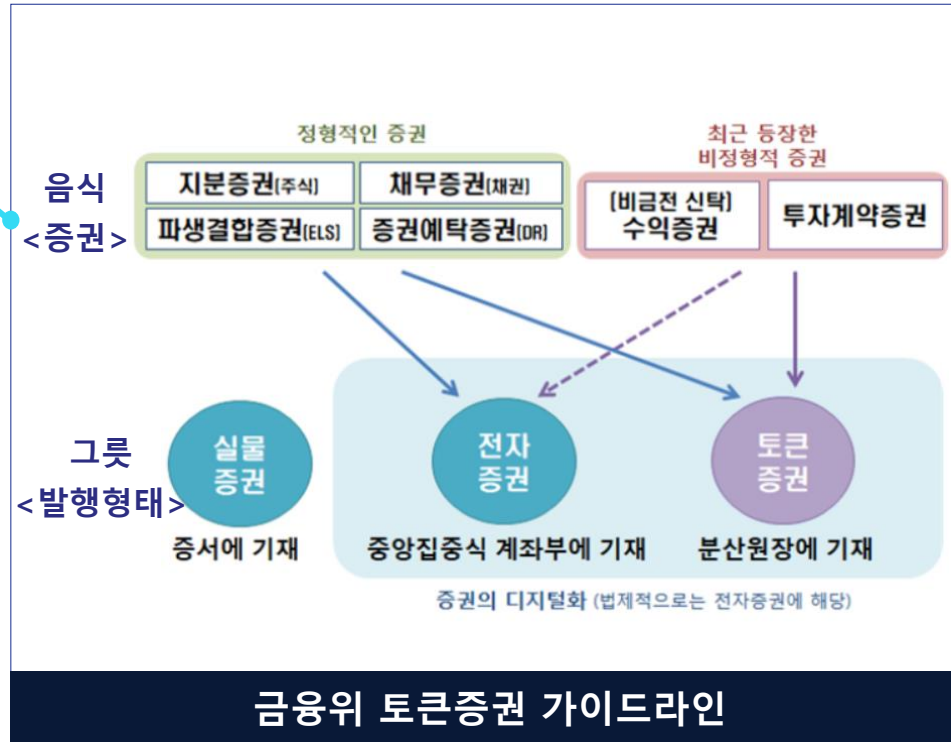 정형적인 증권
최근 등장한
비정형적 증권
음식
<증권>
지분증권(주식)
채무증권(채권)
파생결합증권(ELS)
증권예탁증권(DR)
(비금전 신탁)
수익증권
투자계약증권
그릇
<발행형태>
실물
증권
전자
증권
토큰
증권
증서에 기재
중앙집중식 계좌부에 기재
분산원장에 기재
증권의 디지털화 (법제적으로는 전자증권에 해당)
금융위 토큰증권 가이드라인